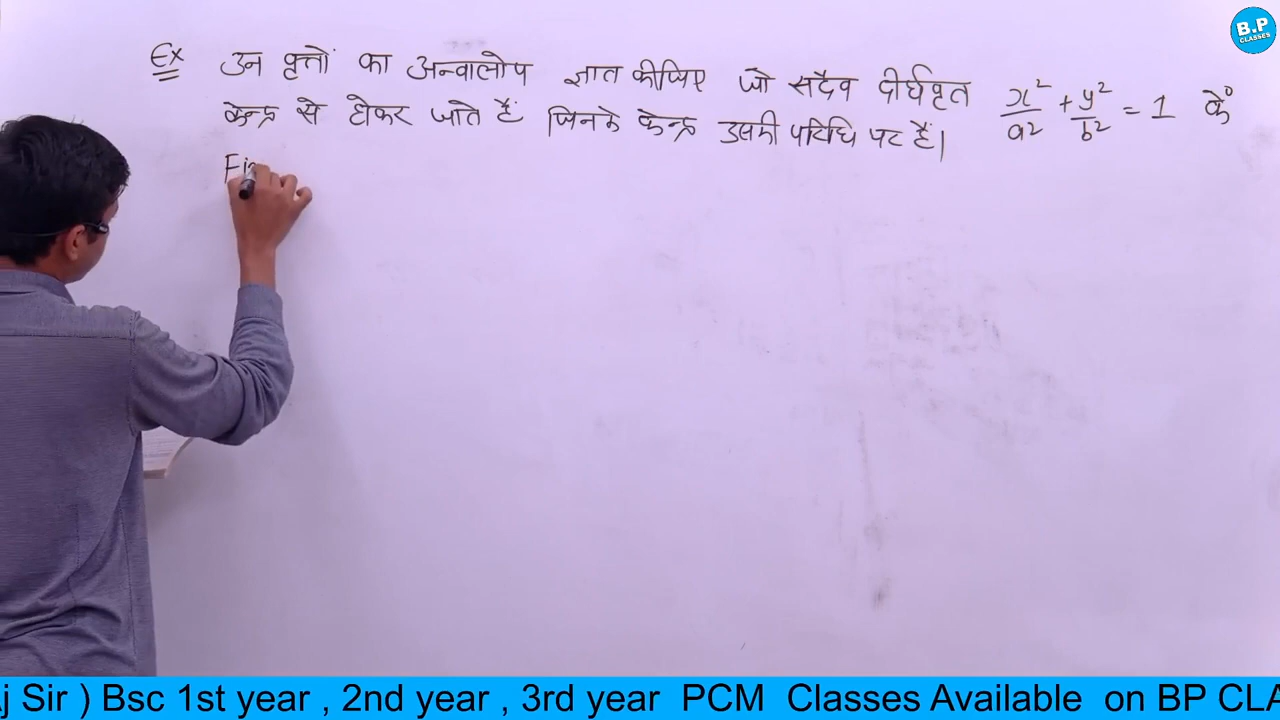 B.P
CLASSES
Ex उन वृत्तों का अन्वालोप ज्ञात कीजिए जो सदैव दीर्घवृत x²/a² + y²/b² = 1 के
केन्द्र से होकर जाते हैं जिनके केन्द्र उसकी परिधि पर हैं।
Fi
j Sir ) Bsc 1st year , 2nd year , 3rd year PCM Classes Available on BP CLA